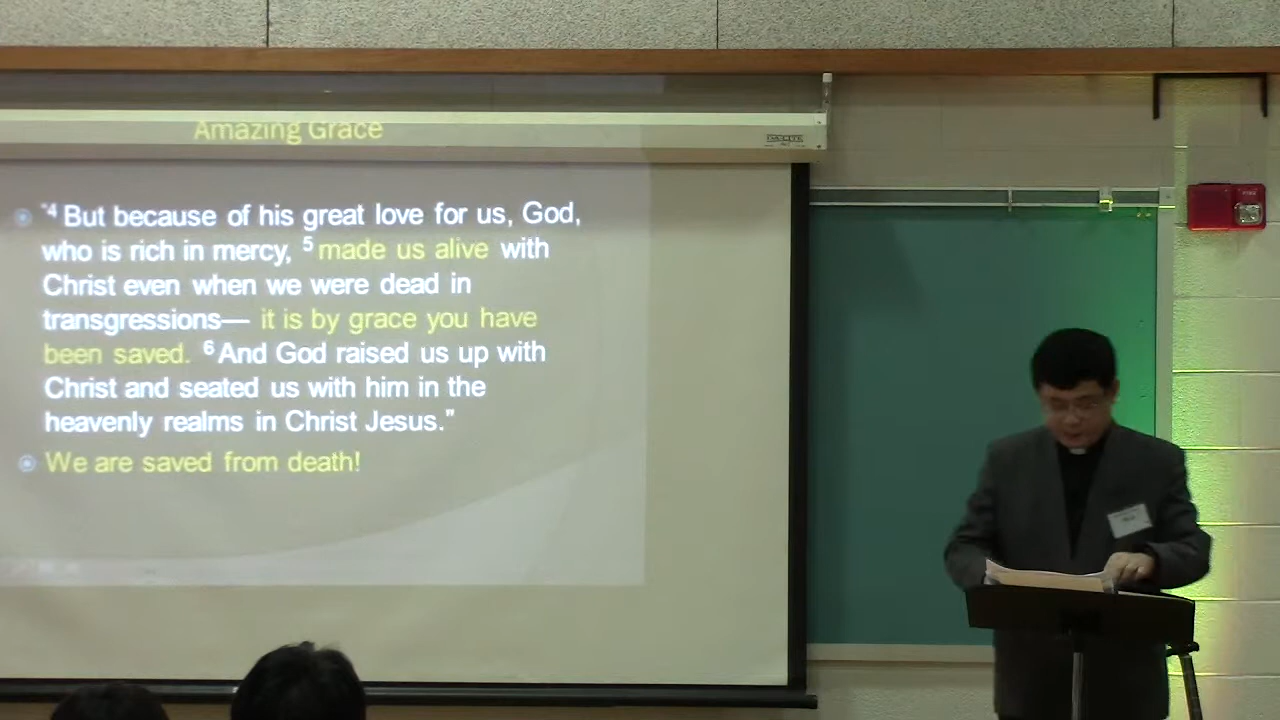 Amazing Grace
DA-LITE
"4 But because of his great love for us, God,
who is rich in mercy, 5 made us alive with
Christ even when we were dead in
transgressions— it is by grace you have
been saved. 6 And God raised us up with
Christ and seated us with him in the
heavenly realms in Christ Jesus."
We are saved from death!
FIRE